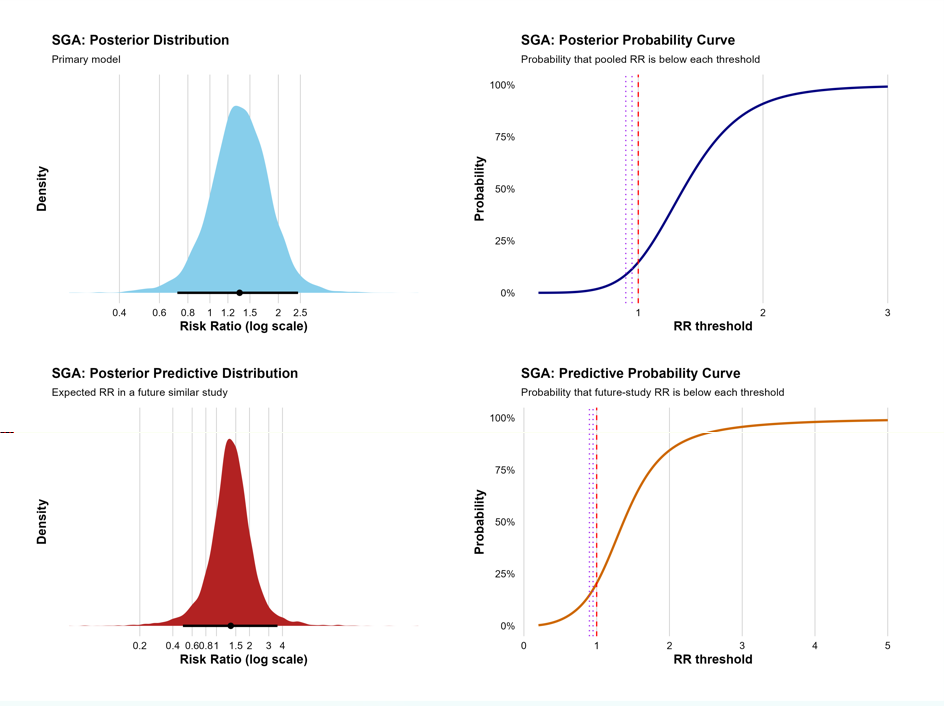 SGA: Posterior Distribution
Primary model
Density
0.4 0.6 0.8 1 1.2 1.5 2 2.5
Risk Ratio (log scale)
SGA: Posterior Probability Curve
Probability that pooled RR is below each threshold
Probability
100%
75%
50%
25%
0%
1 2 3
RR threshold
SGA: Posterior Predictive Distribution
Expected RR in a future similar study
Density
0.2 0.4 0.6 0.8 1 1.5 2 3 4
Risk Ratio (log scale)
SGA: Predictive Probability Curve
Probability that future-study RR is below each threshold
Probability
100%
75%
50%
25%
0%
0 1 2 3 4 5
RR threshold